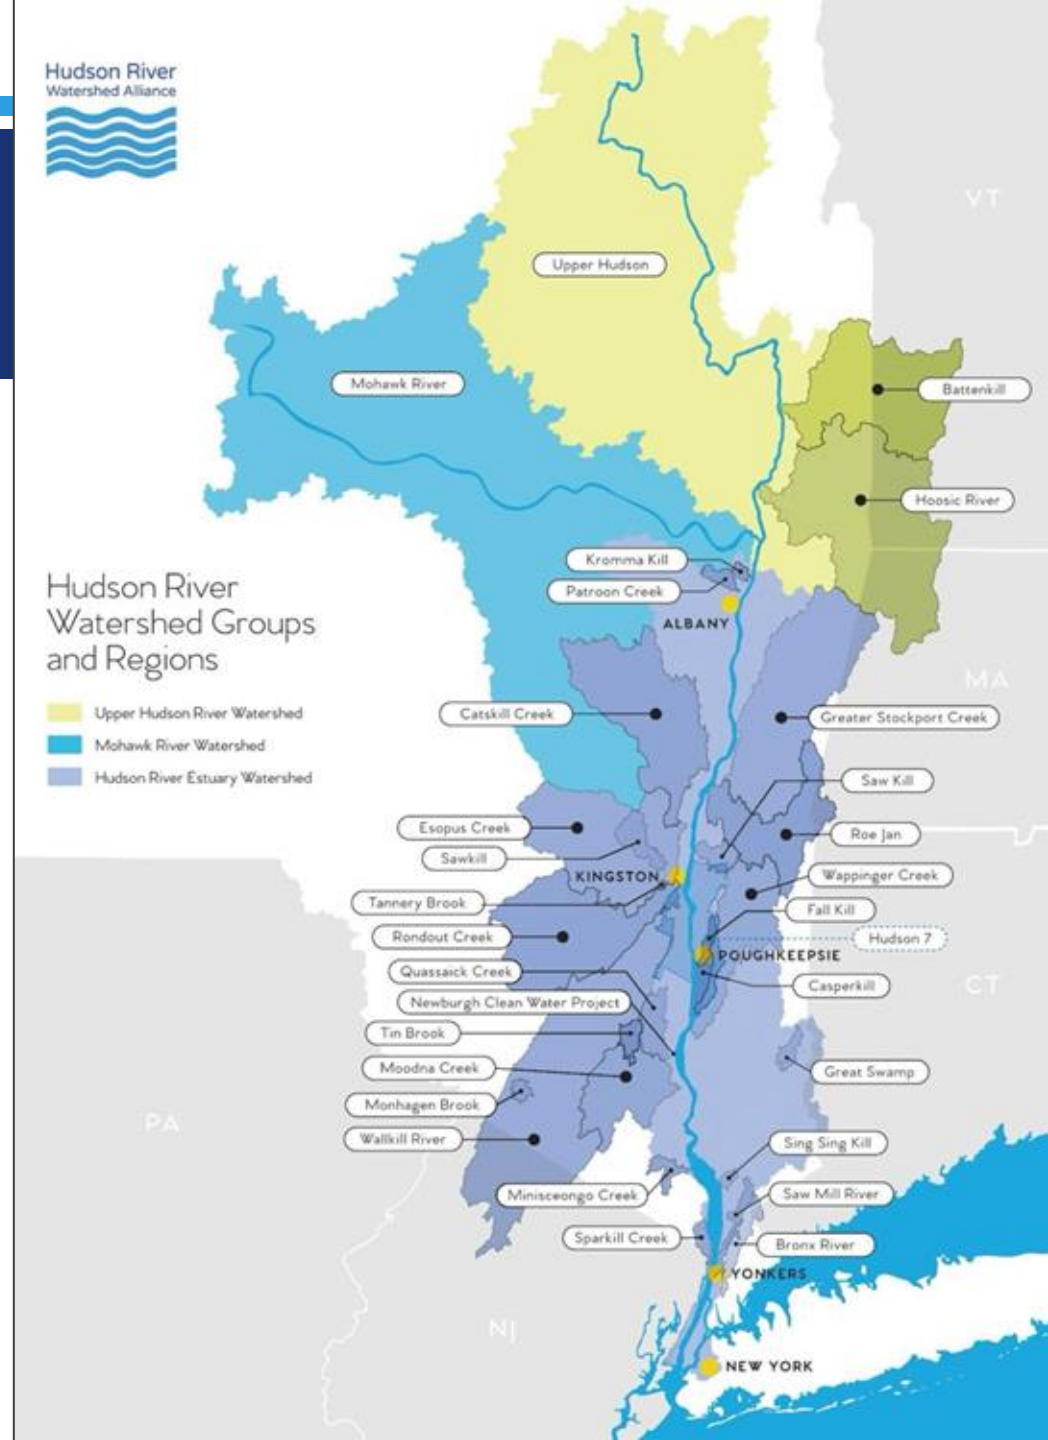 Hudson River
Watershed Alliance
VT
Upper Hudson
Mohawk River
Battenkill
Hoosic River
Kromma Kill
Patroon Creek
ALBANY
Hudson River
Watershed Groups
and Regions
Upper Hudson River Watershed
Mohawk River Watershed
Hudson River Estuary Watershed
MA
Catskill Creek
Greater Stockport Creek
Saw Kill
Esopus Creek
Roe Jan
Sawkill
KINGSTON
Wappinger Creek
Tannery Brook
Fall Kill
Rondout Creek
Hudson 7
POUGHKEEPSIE
Quassaick Creek
Casperkill
CT
Newburgh Clean Water Project
Tin Brook
Moodna Creek
Great Swamp
Monhagen Brook
PA
Wallkill River
Sing Sing Kill
Minisceongo Creek
Saw Mill River
Sparkill Creek
Bronx River
YONKERS
NJ
NEW YORK